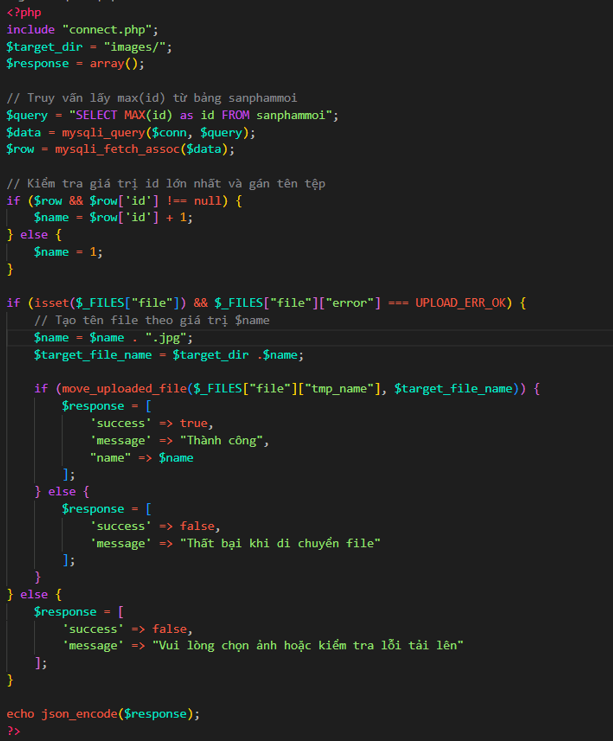 <?php
include "connect.php";
$target_dir = "images/";
$response = array();
// Truy vấn lấy max(id) từ bảng sanphammoi
$query = "SELECT MAX(id) as id FROM sanphammoi";
$data = mysqli_query($conn, $query);
$row = mysqli_fetch_assoc($data);
// Kiểm tra giá trị id lớn nhất và gán tên tệp
if ($row && $row['id'] !== null) {
    $name = $row['id'] + 1;
} else {
    $name = 1;
}
if (isset($_FILES["file"]) && $_FILES["file"]["error"] === UPLOAD_ERR_OK) {
    // Tạo tên file theo giá trị $name
    $name = $name . ".jpg";
    $target_file_name = $target_dir .$name;
    if (move_uploaded_file($_FILES["file"]["tmp_name"], $target_file_name)) {
        $response = [
            'success' => true,
            'message' => "Thành công",
            "name" => $name
        ];
    } else {
        $response = [
            'success' => false,
            'message' => "Thất bại khi di chuyển file"
        ];
    }
} else {
    $response = [
        'success' => false,
        'message' => "Vui lòng chọn ảnh hoặc kiểm tra lỗi tải lên"
    ];
}
echo json_encode($response);
?>